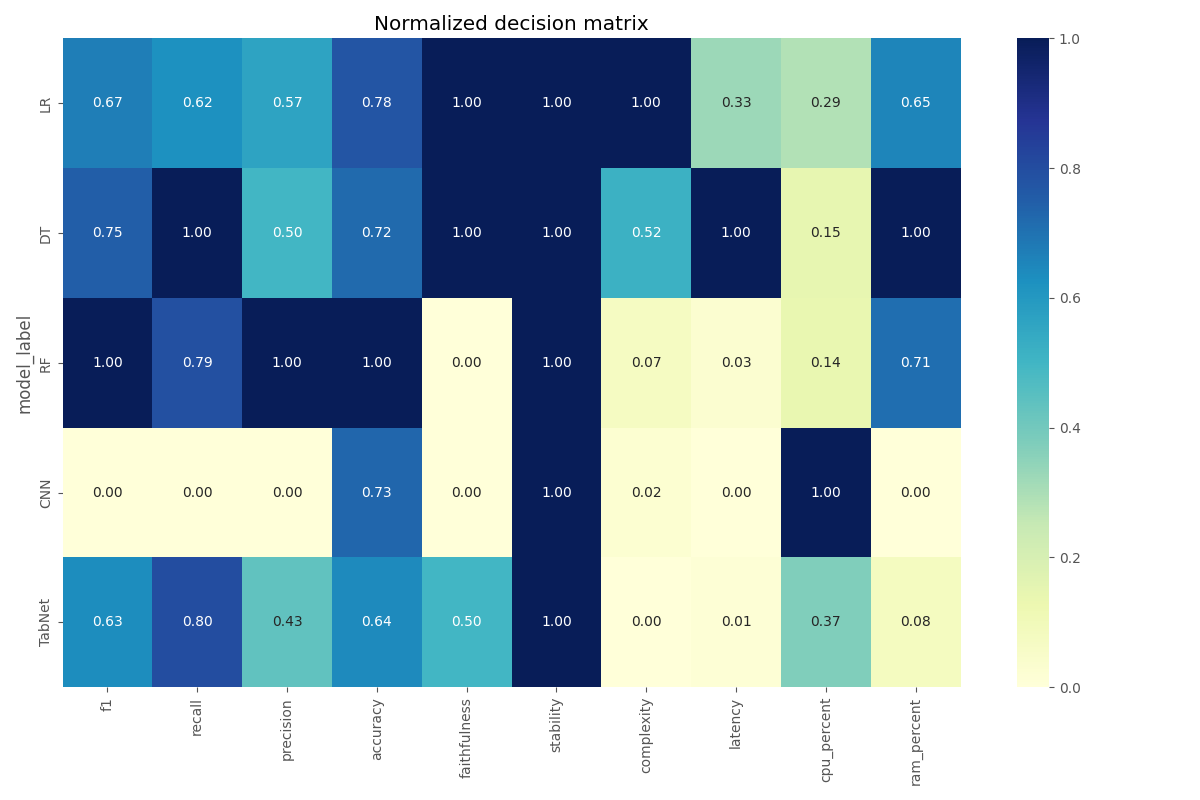 Normalized decision matrix
model_label
LR 0.67 0.62 0.57 0.78 1.00 1.00 1.00 0.33 0.29 0.65
DT 0.75 1.00 0.50 0.72 1.00 1.00 0.52 1.00 0.15 1.00
RF 1.00 0.79 1.00 1.00 0.00 1.00 0.07 0.03 0.14 0.71
CNN 0.00 0.00 0.00 0.73 0.00 1.00 0.02 0.00 1.00 0.00
TabNet 0.63 0.80 0.43 0.64 0.50 1.00 0.00 0.01 0.37 0.08
f1 recall precision accuracy faithfulness stability complexity latency cpu_percent ram_percent
1.0
0.8
0.6
0.4
0.2
0.0